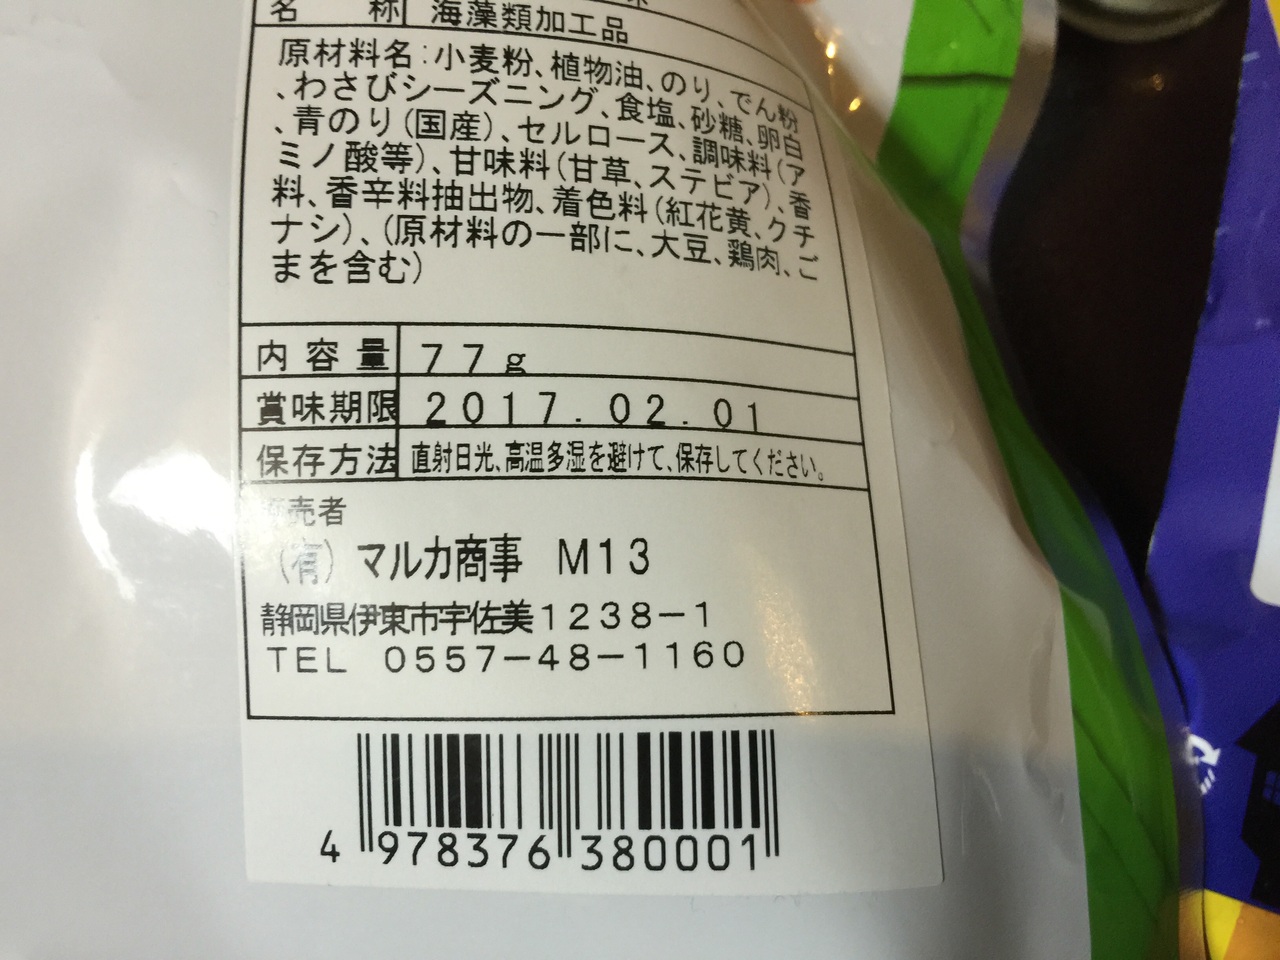 名 称 海藻類加工品
原材料名:小麦粉、植物油、のり、でん粉
、わさびシーズニング、食塩、砂糖、卵白
、青のり(国産)、セルロース、調味料(ア
ミノ酸等)、甘味料(甘草、ステビア)、香
料、香辛料抽出物、着色料(紅花黄、クチ
ナシ)、(原材料の一部に、大豆、鶏肉、ご
まを含む)
内容量 77g
賞味期限 2017.02.01
保存方法 直射日光、高温多湿を避けて、保存してください。
販売者
(有)マルカ商事 M13
静岡県伊東市宇佐美1238-1
TEL 0557-48-1160
4 978376 380001